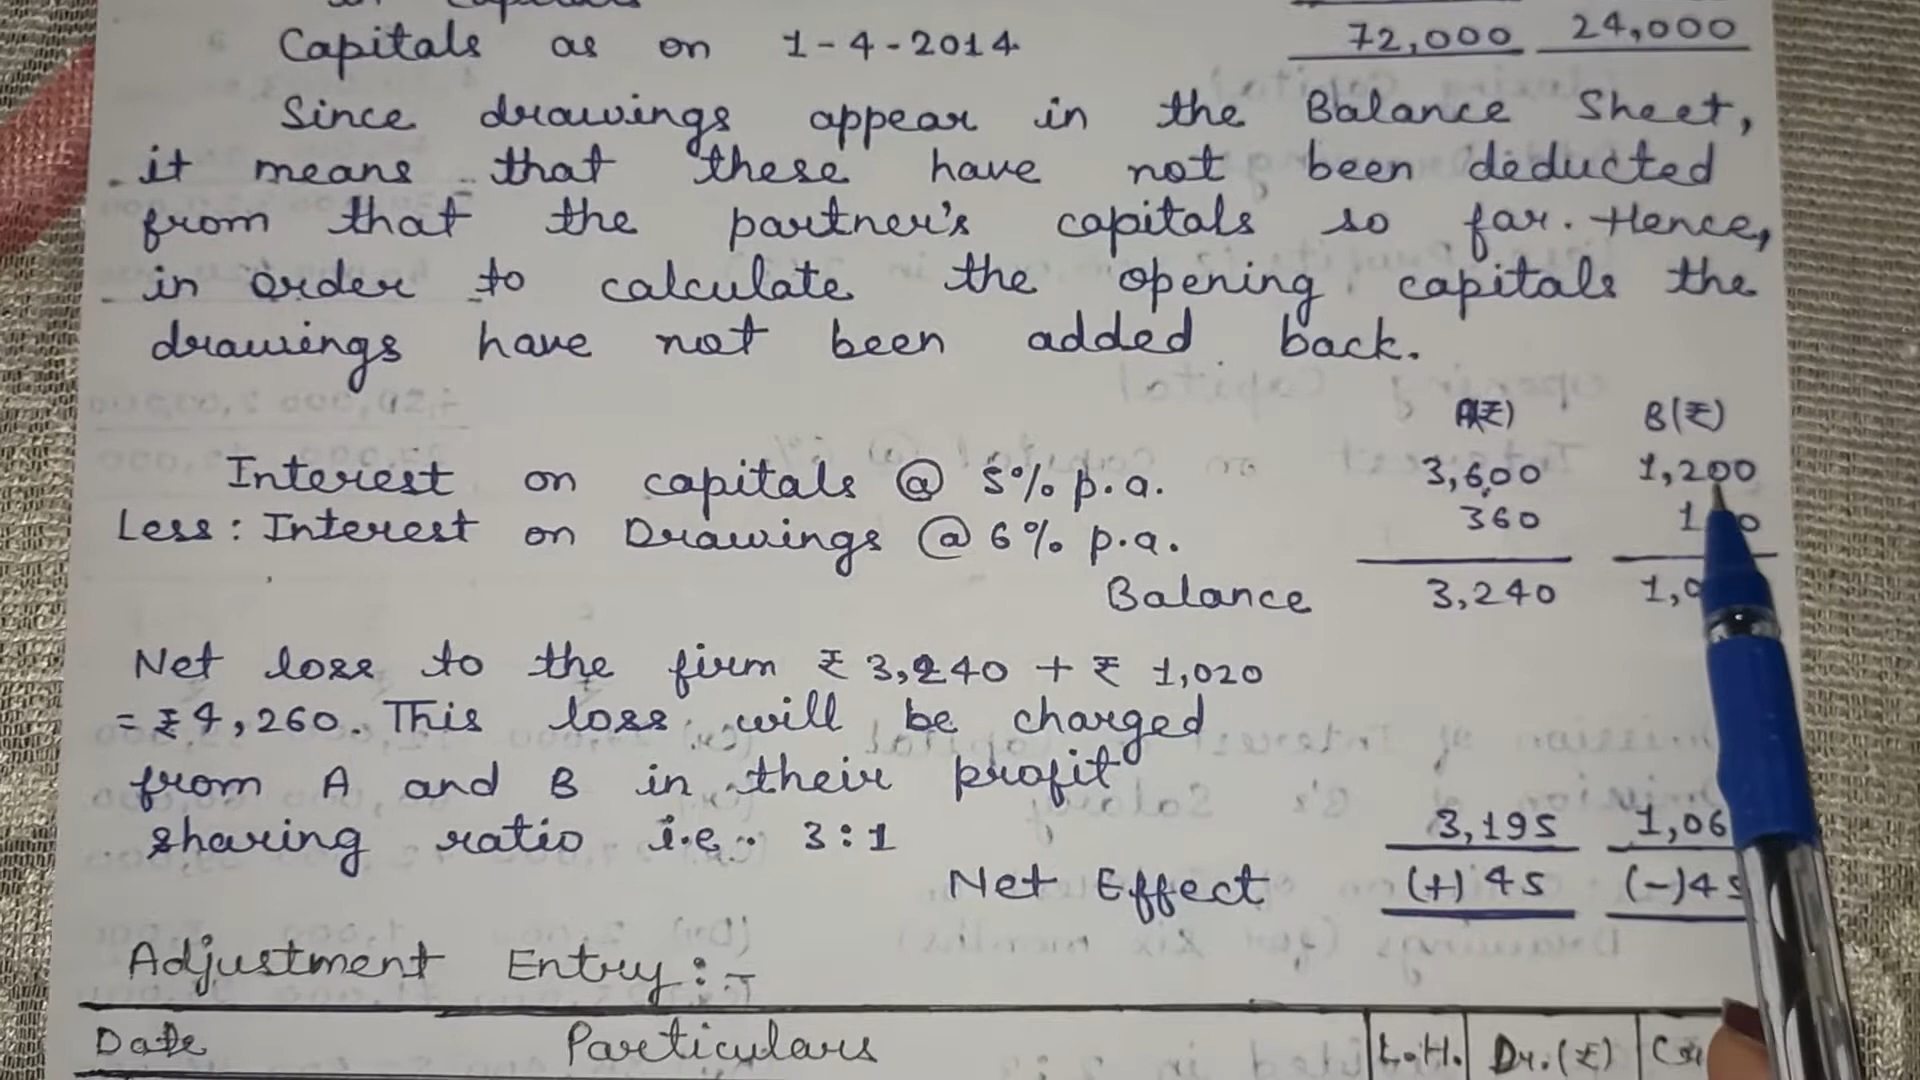 Capitals as on 1-4-2014 72,000 24,000
Since drawings appear in the Balance Sheet,
it means that these have not been deducted
from that the partner's capitals so far. Hence,
in order to calculate the opening capitals the
drawings have not been added back.
A(₹) B(₹)
Interest on capitals @ 5% p.a. 3,600 1,200
Less: Interest on Drawings @ 6% p.a. 360
Balance 3,240
Net loss to the firm ₹ 3,240 + ₹ 1,020
= ₹4,260. This loss will be charged
from A and B in their profit
sharing ratio i.e. 3:1 3,195
Net Effect (+)45
Adjustment Entry:-
Date Particulars Dr.(₹)